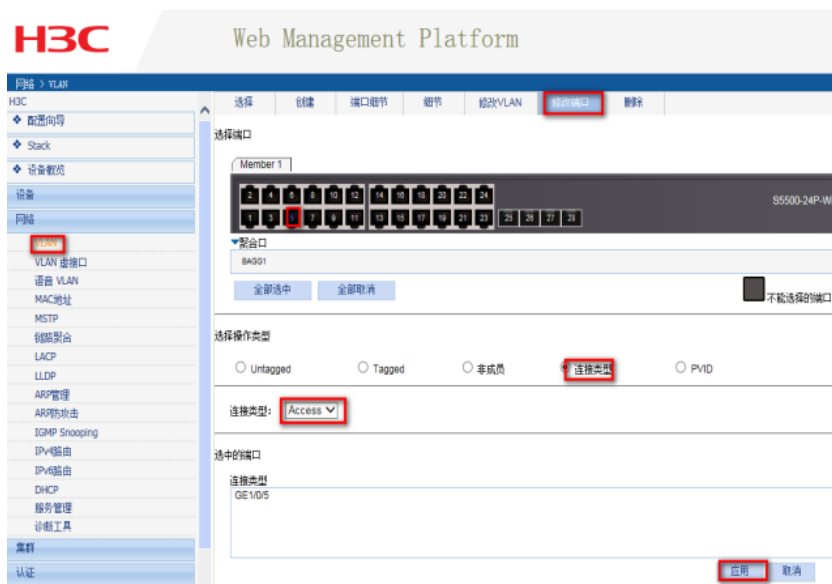 H3C
Web Management Platform
网络 > VLAN
H3C
配置向导
Stack
设备概览
设备
网络
VLAN
VLAN 虚接口
语音 VLAN
MAC地址
MSTP
链路聚合
LACP
LLDP
ARP管理
ARP防攻击
IGMP Snooping
IPv4路由
IPv6路由
DHCP
服务管理
诊断工具
集群
认证
选择 创建 端口细节 细节 修改VLAN 修改端口 删除
选择端口
Member 1
2 4 6 8 10 12 14 16 18 20 22 24
S5500-24P-WI
1 3 5 7 9 11 13 15 17 19 21 23 25 26 27 28
聚合口
BAGG1
全部选中 全部取消
不能选择的端口
选择操作类型
Untagged Tagged 非成员 连接类型 PVID
连接类型: Access
选中的端口
连接类型
GE1/0/5
应用 取消